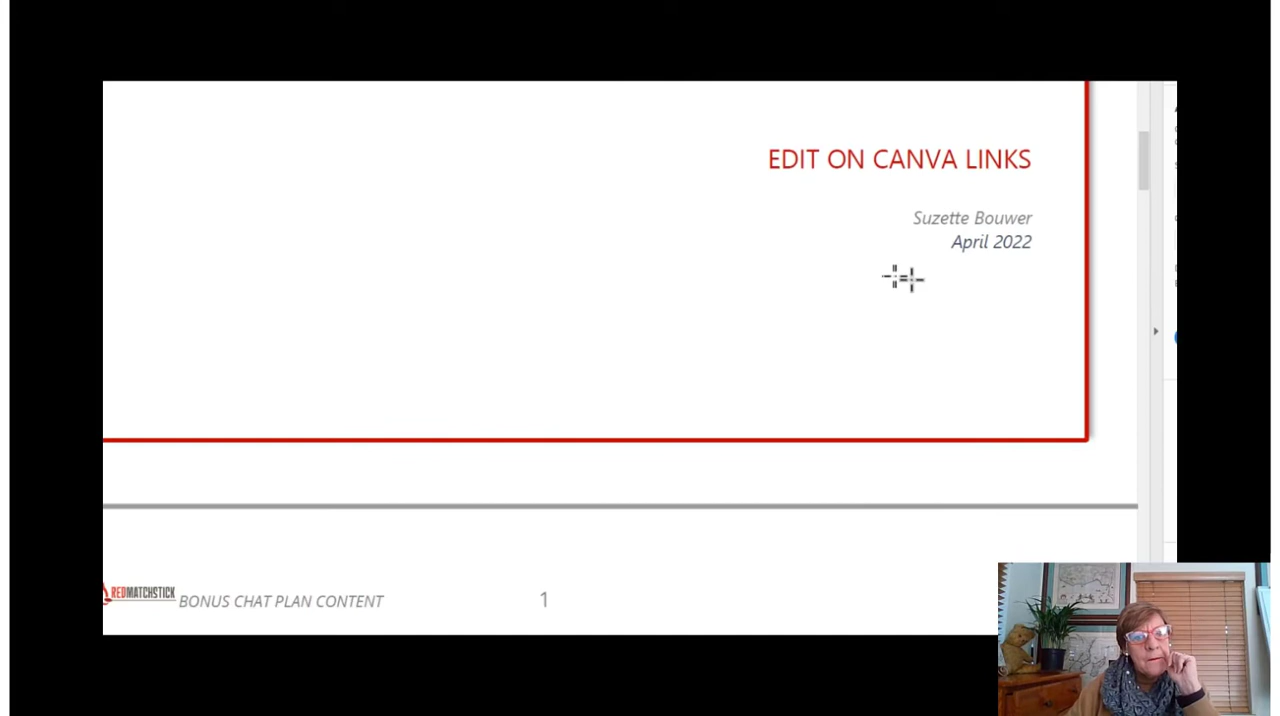 EDIT ON CANVA LINKS
Suzette Bouwer
April 2022
REDMATCHSTICK BONUS CHAT PLAN CONTENT 1